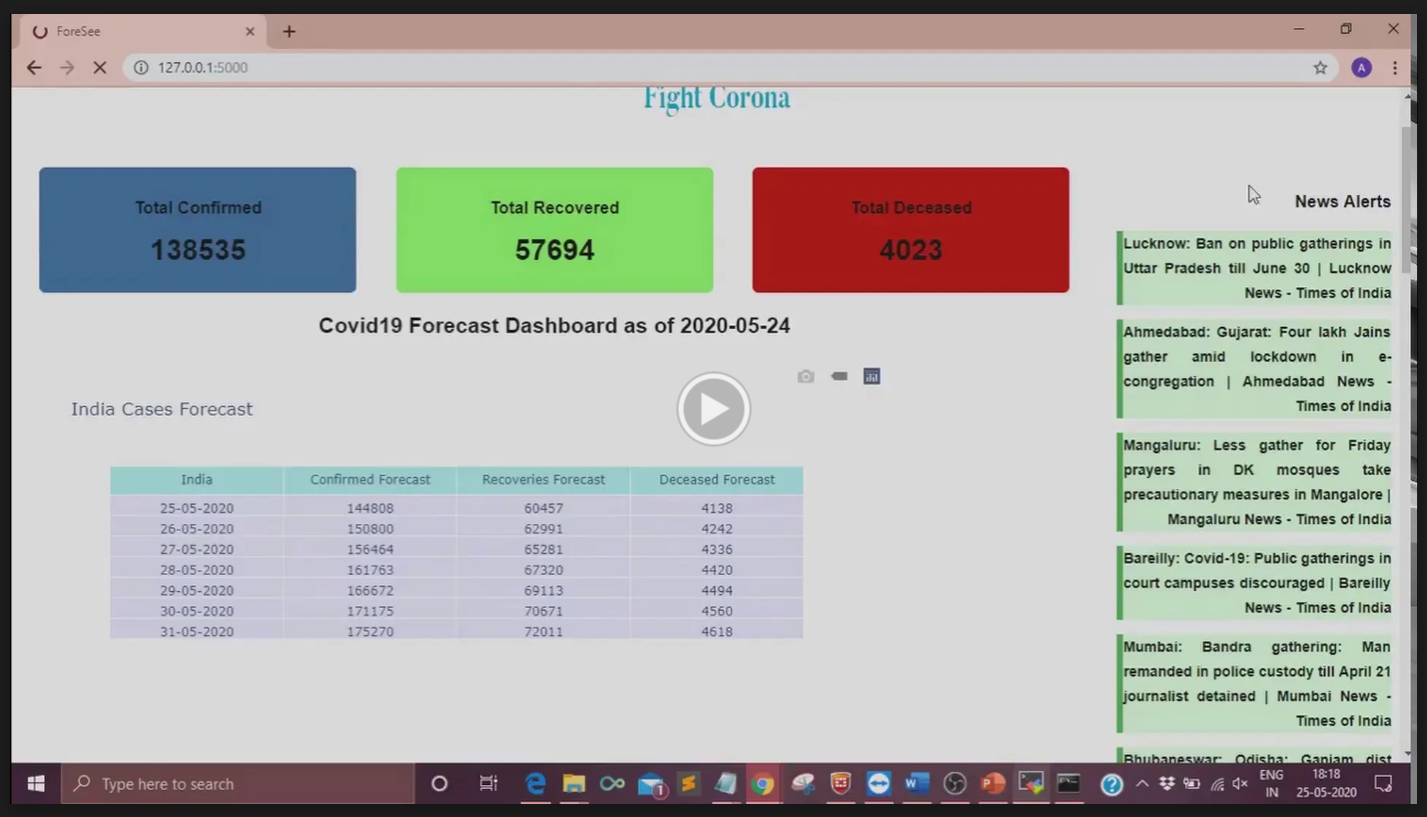 ForeSee
127.0.0.1:5000
A
Fight Corona
Total Confirmed
138535
Total Recovered
57694
Total Deceased
4023
Covid19 Forecast Dashboard as of 2020-05-24
India Cases Forecast
India Confirmed Forecast Recoveries Forecast Deceased Forecast
25-05-2020 144808 60457 4138
26-05-2020 150800 62991 4242
27-05-2020 156464 65281 4336
28-05-2020 161763 67320 4420
29-05-2020 166672 69113 4494
30-05-2020 171175 70671 4560
31-05-2020 175270 72011 4618
News Alerts
Lucknow: Ban on public gatherings in
Uttar Pradesh till June 30 | Lucknow
News - Times of India
Ahmedabad: Gujarat: Four lakh Jains
gather amid lockdown in e-
congregation | Ahmedabad News -
Times of India
Mangaluru: Less gather for Friday
prayers in DK mosques take
precautionary measures in Mangalore |
Mangaluru News - Times of India
Bareilly: Covid-19: Public gatherings in
court campuses discouraged | Bareilly
News - Times of India
Mumbai: Bandra gathering: Man
remanded in police custody till April 21
journalist detained | Mumbai News -
Times of India
Bhubaneswar: Odisha: Ganjam dist
Type here to search
1
ENG
IN
18:18
25-05-2020